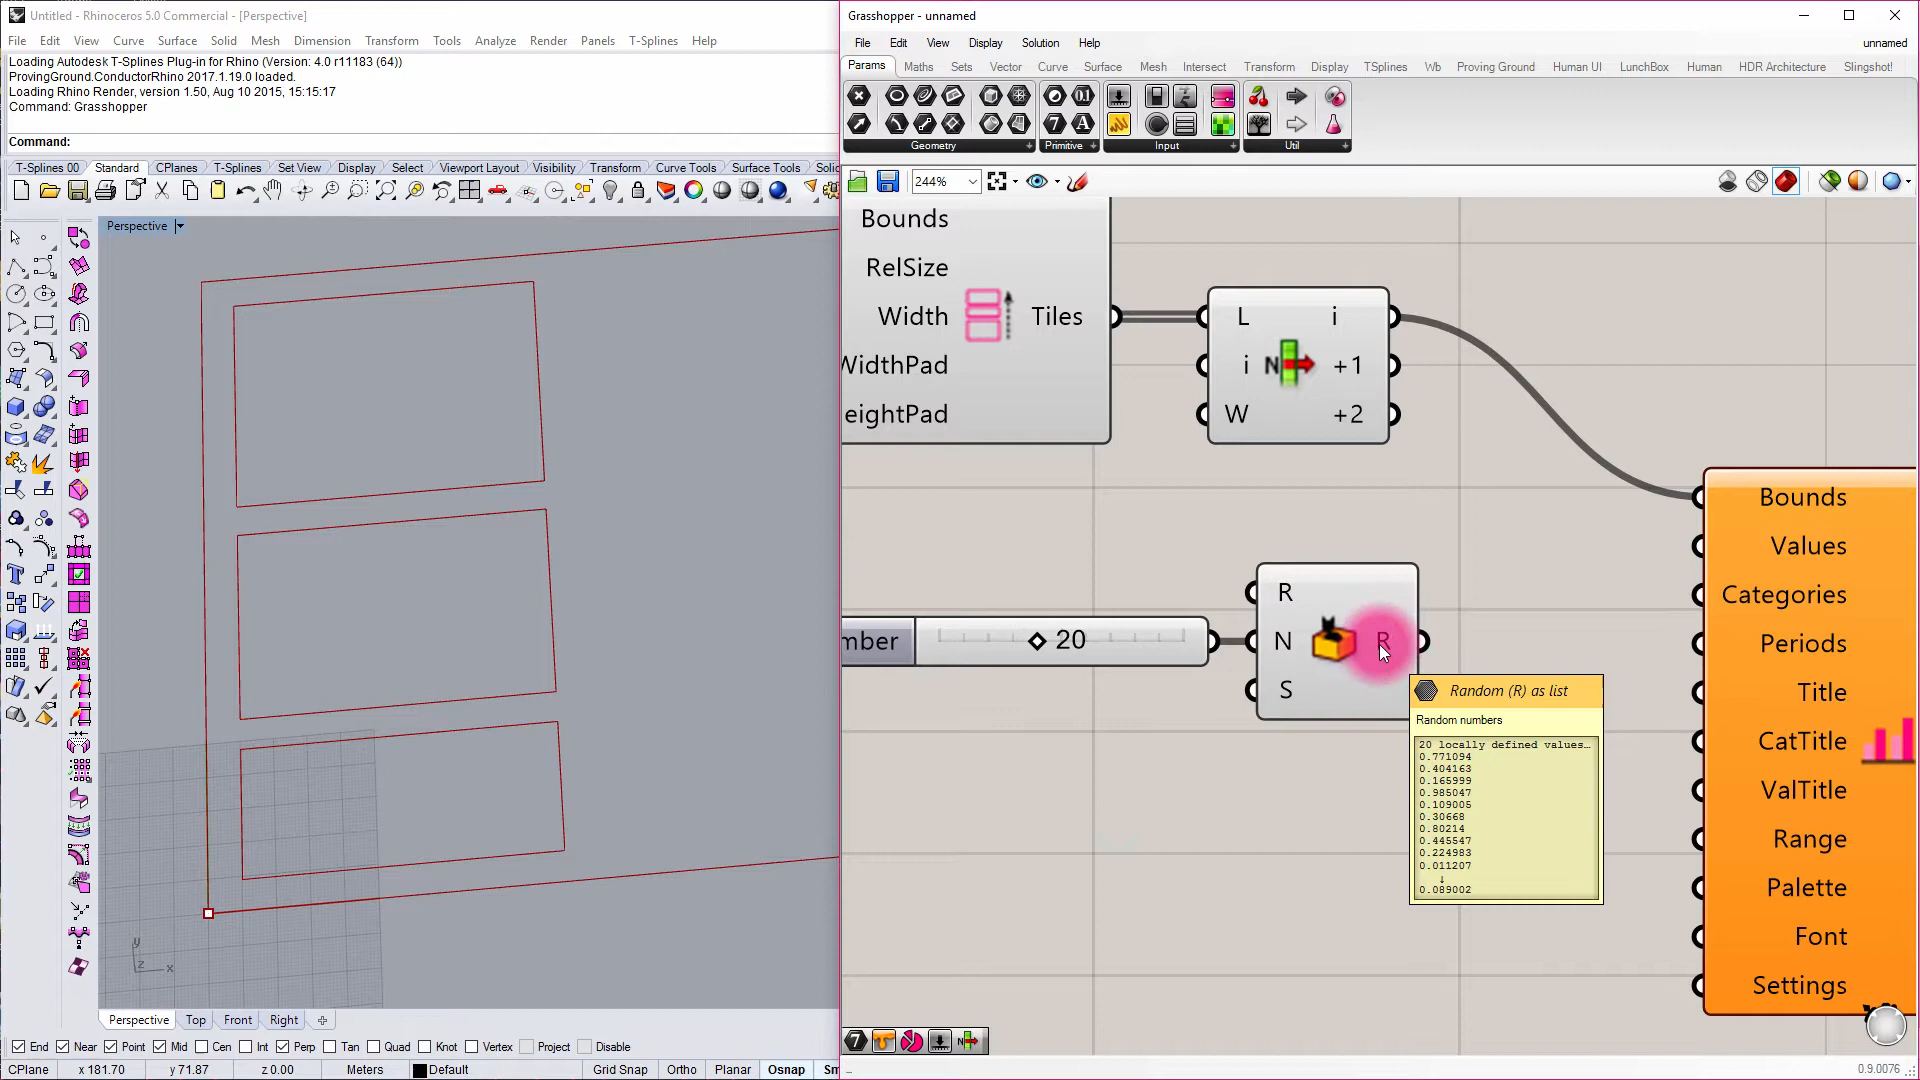 Untitled - Rhinoceros 5.0 Commercial - [Perspective]
File Edit View Curve Surface Solid Mesh Dimension Transform Tools Analyze Render Panels T-Splines Help
Loading Autodesk T-Splines Plug-in for Rhino (Version: 4.0 r11183 (64))
ProvingGround.ConductorRhino 2017.1.19.0 loaded.
Loading Rhino Render, version 1.50, Aug 10 2015, 15:15:17
Command: Grasshopper
Command:
T-Splines 00 Standard CPlanes T-Splines Set View Display Select Viewport Layout Visibility Transform Curve Tools Surface Tools Solid
Perspective
y
z x
Perspective Top Front Right
End Near Point Mid Cen Int Perp Tan Quad Knot Vertex Project Disable
CPlane x 181.70 y 71.87 z 0.00 Meters Default Grid Snap Ortho Planar Osnap Sm
Grasshopper - unnamed
File Edit View Display Solution Help unnamed
Params Maths Sets Vector Curve Surface Mesh Intersect Transform Display TSplines Wb Proving Ground Human UI LunchBox Human HDR Architecture Slingshot!
Geometry Primitive Input Util
244%
Bounds
RelSize
Width Tiles
WidthPad
eightPad
L i
i N +1
W +2
mber 20
R
N R
S
Random (R) as list
Random numbers
20 locally defined values...
0.771094
0.404163
0.165999
0.985047
0.109005
0.30668
0.80214
0.445547
0.224983
0.011207
↓
0.089002
Bounds
Values
Categories
Periods
Title
CatTitle
ValTitle
Range
Palette
Font
Settings
0.9.0076